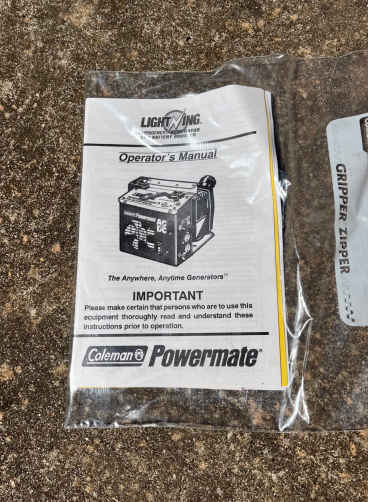 LIGHTNING.
Operator's Manual
The Anywhere, Anytime Generators™
IMPORTANT
Please make certain that persons who are to use this
equipment thoroughly read and understand these
instructions prior to operation.
Coleman® Powermate®
GRIPPER ZIPPER